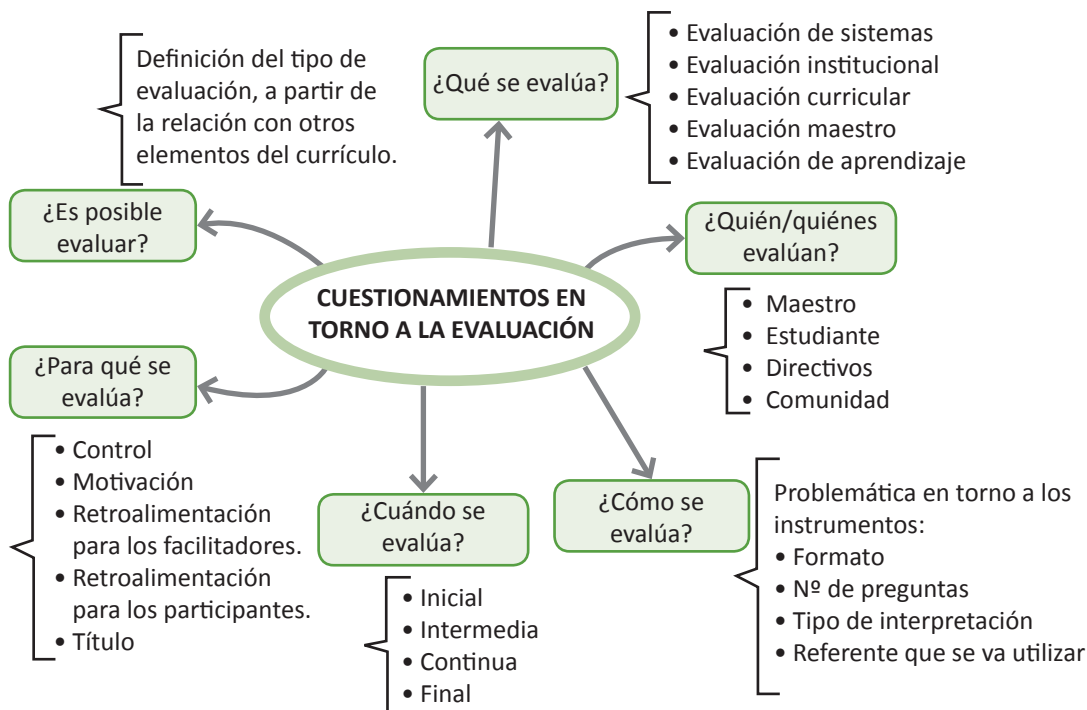 CUESTIONAMIENTOS EN
TORNO A LA EVALUACIÓN
¿Es posible
evaluar?
Definición del tipo de
evaluación, a partir de
la relación con otros
elementos del currículo.
¿Qué se evalúa?
• Evaluación de sistemas
• Evaluación institucional
• Evaluación curricular
• Evaluación maestro
• Evaluación de aprendizaje
¿Quién/quiénes
evalúan?
• Maestro
• Estudiante
• Directivos
• Comunidad
¿Para qué se
evalúa?
• Control
• Motivación
• Retroalimentación
para los facilitadores.
• Retroalimentación
para los participantes.
• Título
¿Cuándo se
evalúa?
• Inicial
• Intermedia
• Continua
• Final
¿Cómo se
evalúa?
Problemática en torno a los
instrumentos:
• Formato
• Nº de preguntas
• Tipo de interpretación
• Referente que se va utilizar